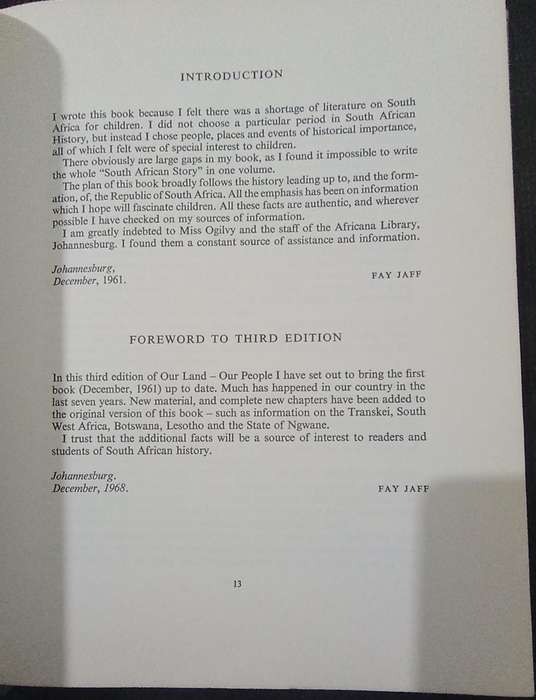 INTRODUCTION
I wrote this book because I felt there was a shortage of literature on South
Africa for children. I did not choose a particular period in South African
History, but instead I chose people, places and events of historical importance,
all of which I felt were of special interest to children.
There obviously are large gaps in my book, as I found it impossible to write
the whole "South African Story" in one volume.
The plan of this book broadly follows the history leading up to, and the form-
ation, of, the Republic of South Africa. All the emphasis has been on information
which I hope will fascinate children. All these facts are authentic, and wherever
possible I have checked on my sources of information.
I am greatly indebted to Miss Ogilvy and the staff of the Africana Library,
Johannesburg. I found them a constant source of assistance and information.
Johannesburg,
December, 1961.
FAY JAFF
FOREWORD TO THIRD EDITION
In this third edition of Our Land – Our People I have set out to bring the first
book (December, 1961) up to date. Much has happened in our country in the
last seven years. New material, and complete new chapters have been added to
the original version of this book – such as information on the Transkei, South
West Africa, Botswana, Lesotho and the State of Ngwane.
I trust that the additional facts will be a source of interest to readers and
students of South African history.
Johannesburg.
December, 1968.
FAY JAFF
13